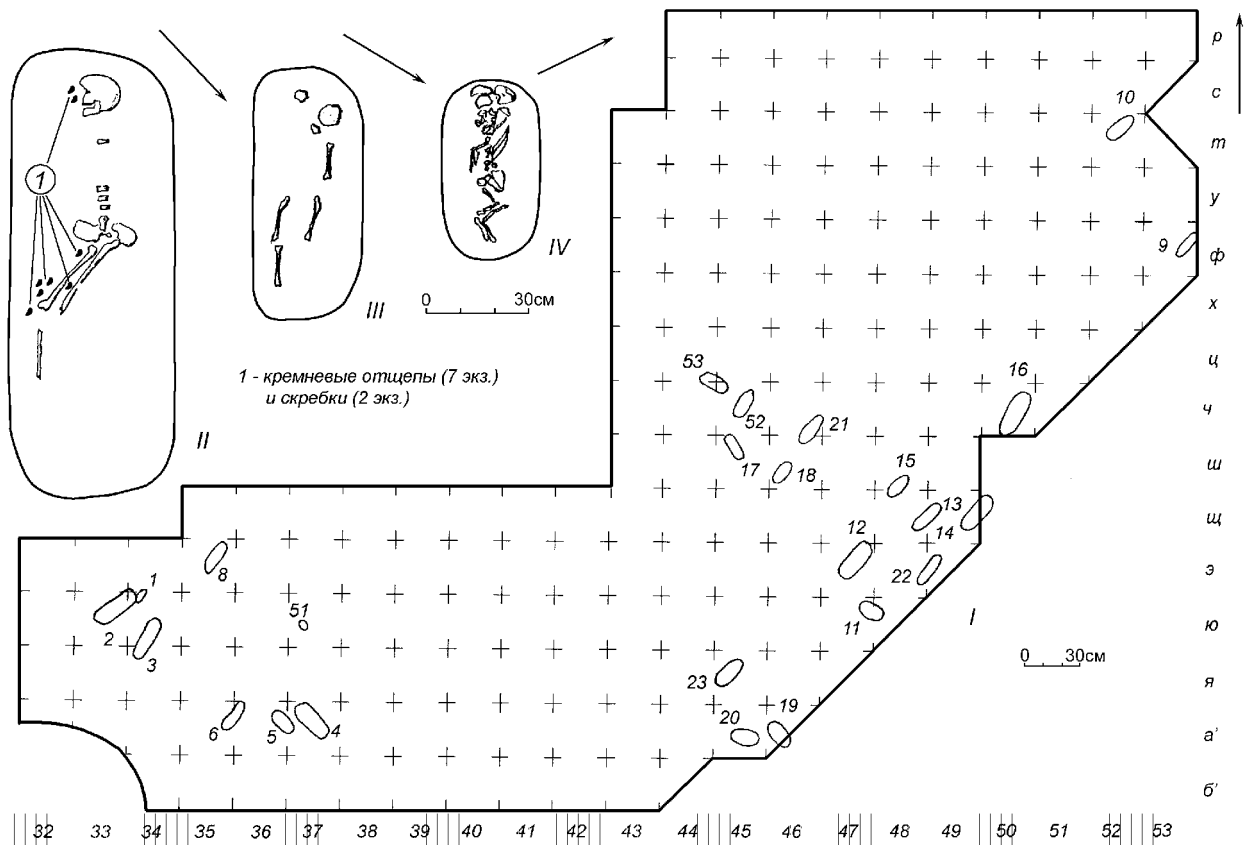 1
II
III
IV
0 30см
1 - кремневые отщепы (7 экз.)
и скребки (2 экз.)
р
с
т
у
ф
х
ц
ч
ш
щ
э
ю
я
а'
б'
10
9
16
53
52
21
17
18
15
13
14
12
22
11
I
0 30см
8
1
51
2
3
23
19
20
6
5
4
32 33 34 35 36 37 38 39 40 41 42 43 44 45 46 47 48 49 50 51 52 53